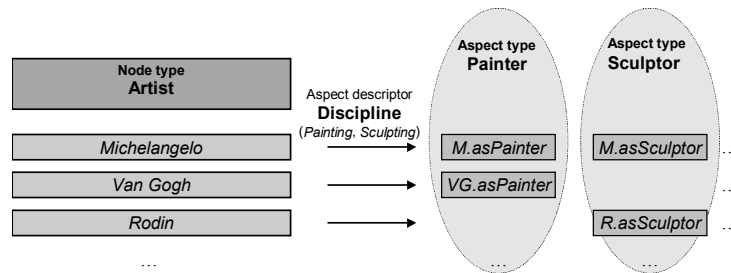 Node type
Artist
Aspect descriptor
Discipline
(Painting, Sculpting)
Aspect type
Painter
Aspect type
Sculptor
Michelangelo
M.asPainter
M.asSculptor
...
Van Gogh
VG.asPainter
...
Rodin
R.asSculptor
...
...
...
...